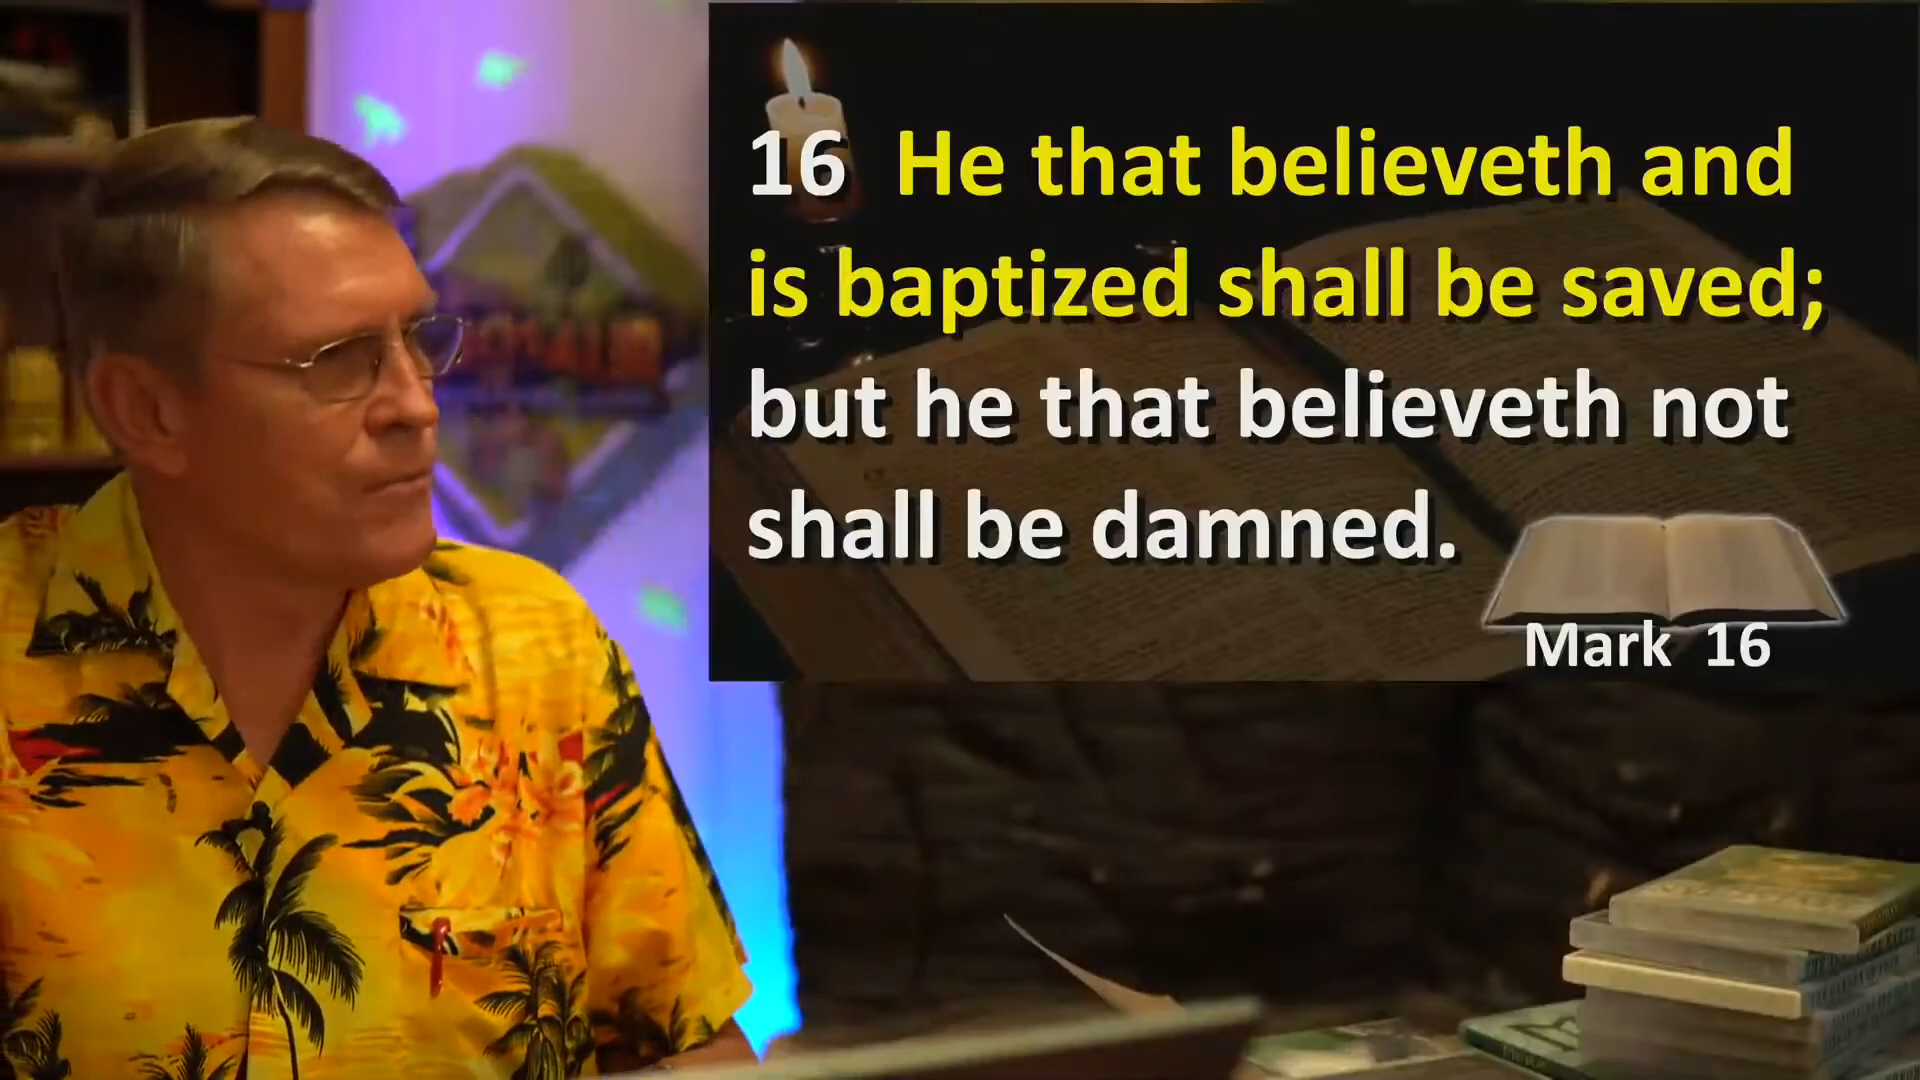 16 He that believeth and
is baptized shall be saved;
but he that believeth not
shall be damned.
Mark 16